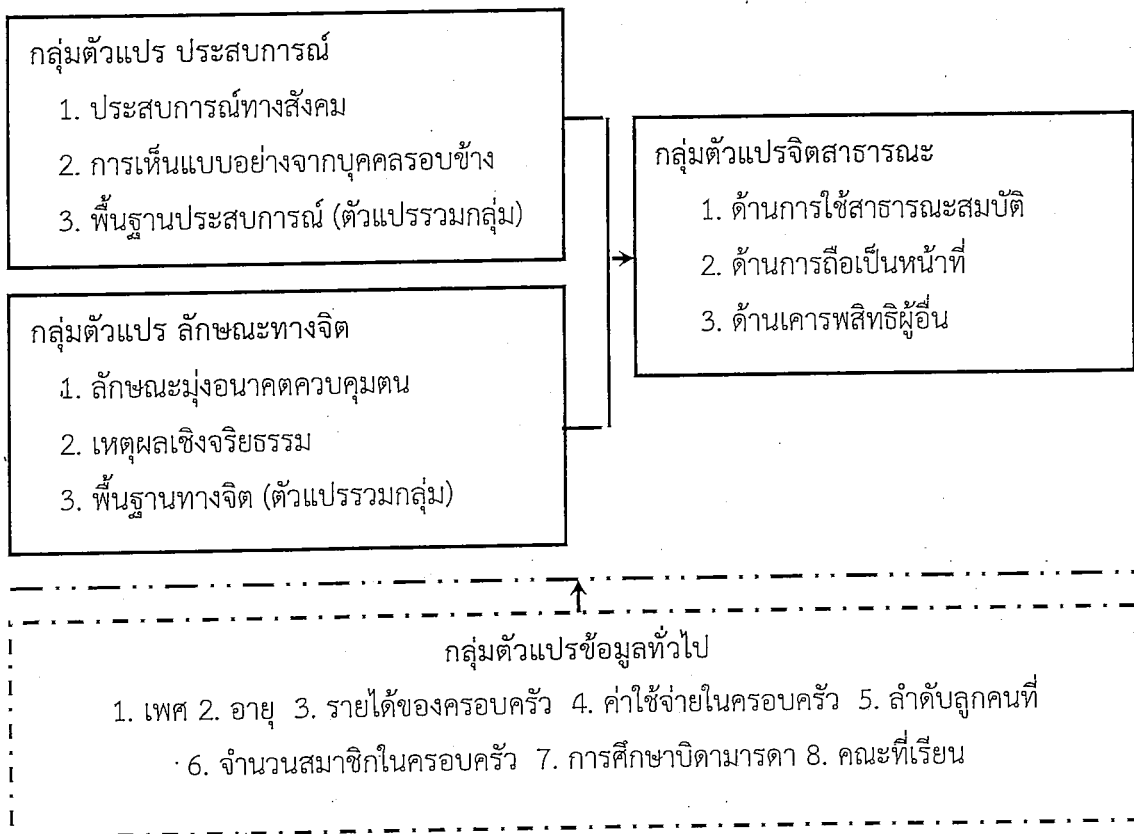 กลุ่มตัวแปร ประสบการณ์
1. ประสบการณ์ทางสังคม
2. การเห็นแบบอย่างจากบุคคลรอบข้าง
3. พื้นฐานประสบการณ์ (ตัวแปรรวมกลุ่ม)
กลุ่มตัวแปร ลักษณะทางจิต
1. ลักษณะมุ่งอนาคตควบคุมตน
2. เหตุผลเชิงจริยธรรม
3. พื้นฐานทางจิต (ตัวแปรรวมกลุ่ม)
กลุ่มตัวแปรจิตสาธารณะ
1. ด้านการใช้สาธารณะสมบัติ
2. ด้านการถือเป็นหน้าที่
3. ด้านเคารพสิทธิผู้อื่น
กลุ่มตัวแปรข้อมูลทั่วไป
1. เพศ 2. อายุ 3. รายได้ของครอบครัว 4. ค่าใช้จ่ายในครอบครัว 5. ลำดับลูกคนที่
6. จำนวนสมาชิกในครอบครัว 7. การศึกษาบิดามารดา 8. คณะที่เรียน